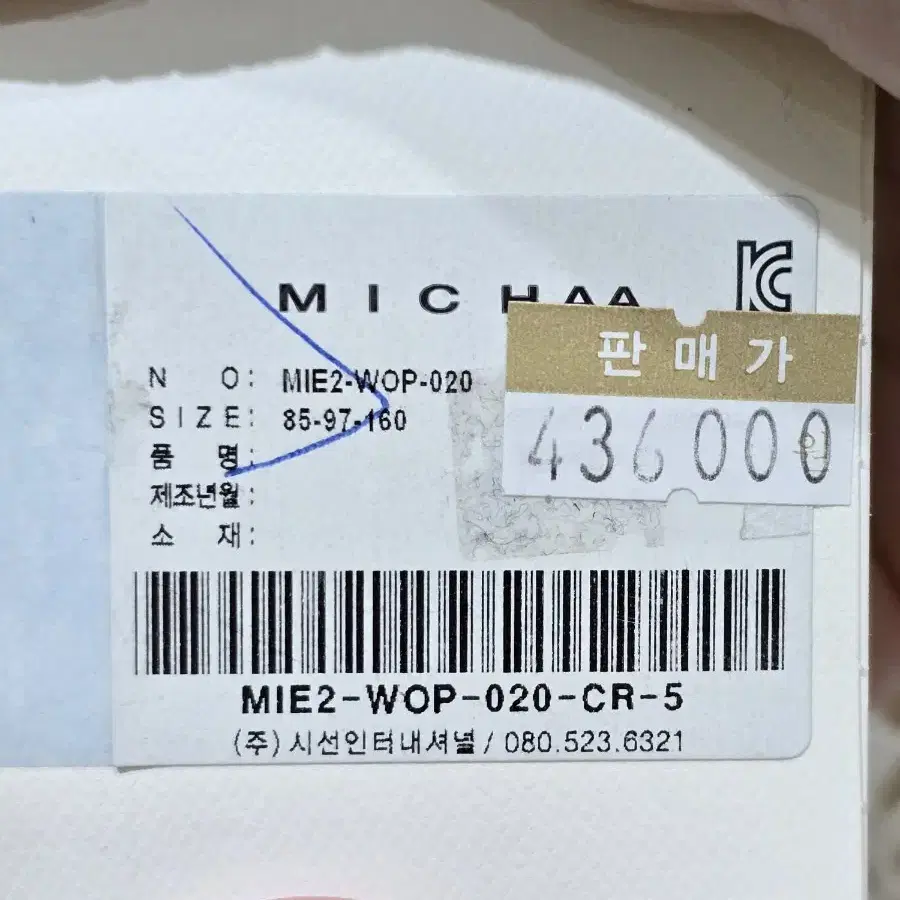 MICHAA
판매가
436000원
N O: MIE2-WOP-020
SIZE: 85-97-160
품 명:
제조년월:
소 재:
MIE2-WOP-020-CR-5
(주)시선인터내셔널/080.523.6321